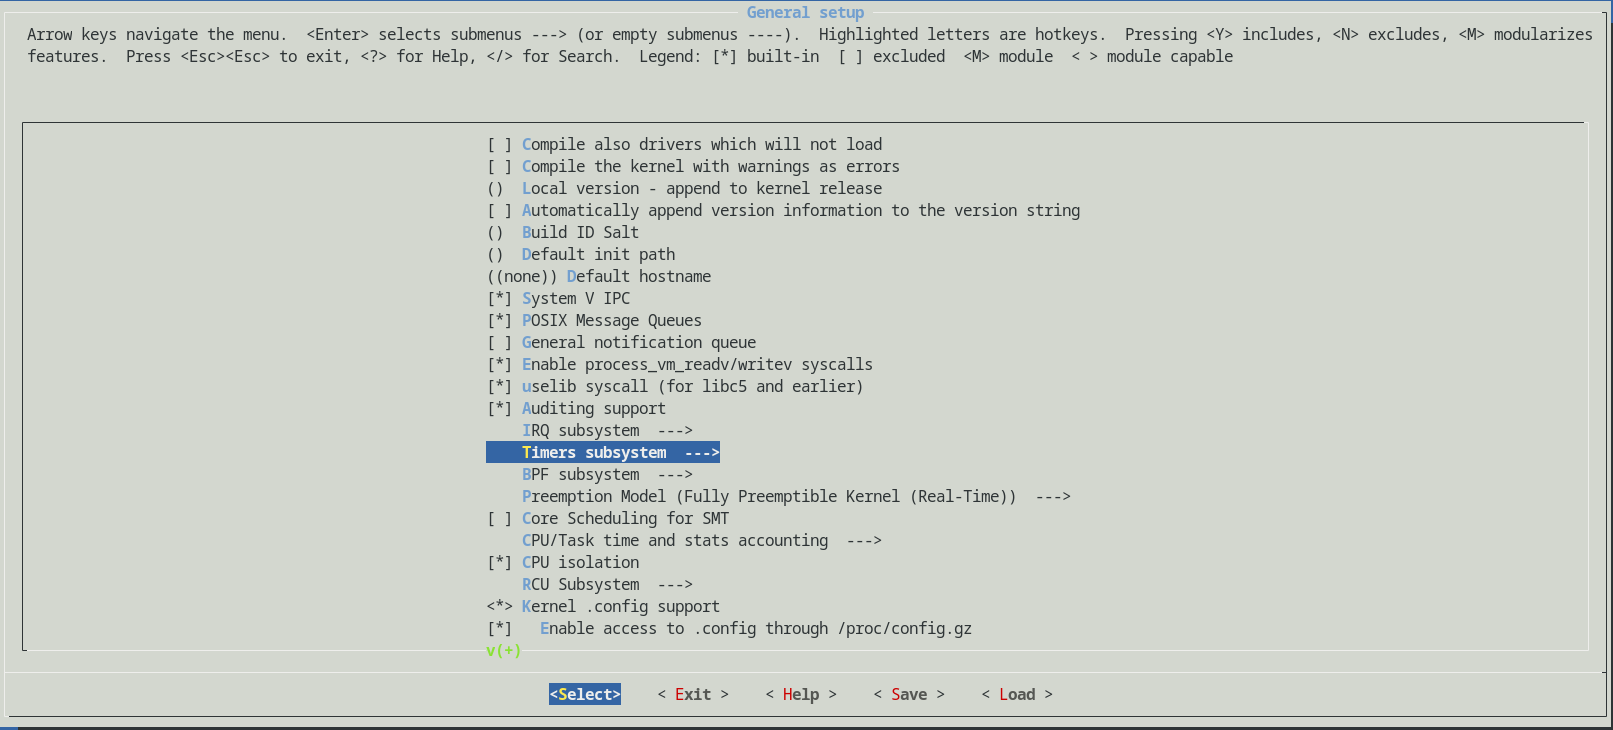 General setup
Arrow keys navigate the menu.  <Enter> selects submenus ---> (or empty submenus ----).  Highlighted letters are hotkeys.  Pressing <Y> includes, <N> excludes, <M> modularizes
features.  Press <Esc><Esc> to exit, <?> for Help, </> for Search.  Legend: [*] built-in  [ ] excluded  <M> module  < > module capable
[ ] Compile also drivers which will not load
[ ] Compile the kernel with warnings as errors
()  Local version - append to kernel release
[ ] Automatically append version information to the version string
()  Build ID Salt
()  Default init path
((none)) Default hostname
[*] System V IPC
[*] POSIX Message Queues
[ ] General notification queue
[*] Enable process_vm_readv/writev syscalls
[*] uselib syscall (for libc5 and earlier)
[*] Auditing support
    IRQ subsystem  --->
    Timers subsystem  --->
    BPF subsystem  --->
    Preemption Model (Fully Preemptible Kernel (Real-Time))  --->
[ ] Core Scheduling for SMT
    CPU/Task time and stats accounting  --->
[*] CPU isolation
    RCU Subsystem  --->
<*> Kernel .config support
[*]   Enable access to .config through /proc/config.gz
v(+)
<Select>    < Exit >    < Help >    < Save >    < Load >